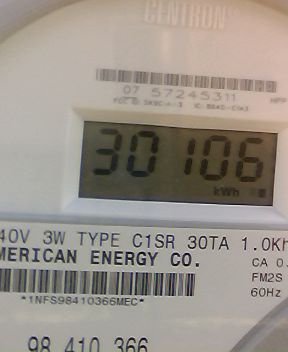 CENTRON
07 57245311
30106
kWh
40V 3W TYPE C1SR 30TA 1.0Kh
MERICAN ENERGY CO.
CA 0.
FM2S
*1NFS98410366MEC*
60Hz
98 410 366